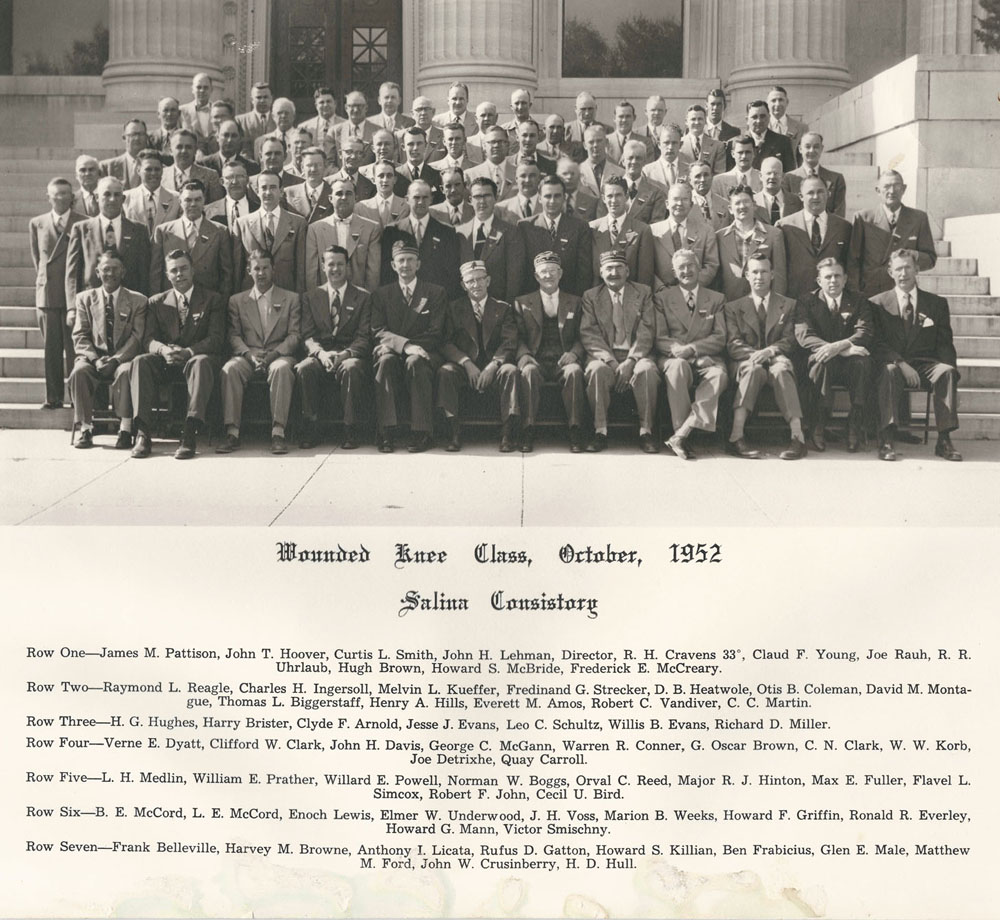 Wounded Knee Class, October, 1952
Salina Consistory
Row One—James M. Pattison, John T. Hoover, Curtis L. Smith, John H. Lehman, Director, R. H. Cravens 33°, Claud F. Young, Joe Rauh, R. R.
Uhrlaub, Hugh Brown, Howard S. McBride, Frederick E. McCreary.
Row Two—Raymond L. Reagle, Charles H. Ingersoll, Melvin L. Kueffer, Fredinand G. Strecker, D. B. Heatwole, Otis B. Coleman, David M. Monta-
gue, Thomas L. Biggerstaff, Henry A. Hills, Everett M. Amos, Robert C. Vandiver, C. C. Martin.
Row Three—H. G. Hughes, Harry Brister, Clyde F. Arnold, Jesse J. Evans, Leo C. Schultz, Willis B. Evans, Richard D. Miller.
Row Four—Verne E. Dyatt, Clifford W. Clark, John H. Davis, George C. McGann, Warren R. Conner, G. Oscar Brown, C. N. Clark, W. W. Korb,
Joe Detrixhe, Quay Carroll.
Row Five—L. H. Medlin, William E. Prather, Willard E. Powell, Norman W. Boggs, Orval C. Reed, Major R. J. Hinton, Max E. Fuller, Flavel L.
Simcox, Robert F. John, Cecil U. Bird.
Row Six—B. E. McCord, L. E. McCord, Enoch Lewis, Elmer W. Underwood, J. H. Voss, Marion B. Weeks, Howard F. Griffin, Ronald R. Everley,
Howard G. Mann, Victor Smischny.
Row Seven—Frank Belleville, Harvey M. Browne, Anthony I. Licata, Rufus D. Gatton, Howard S. Killian, Ben Frabicius, Glen E. Male, Matthew
M. Ford, John W. Crusinberry, H. D. Hull.